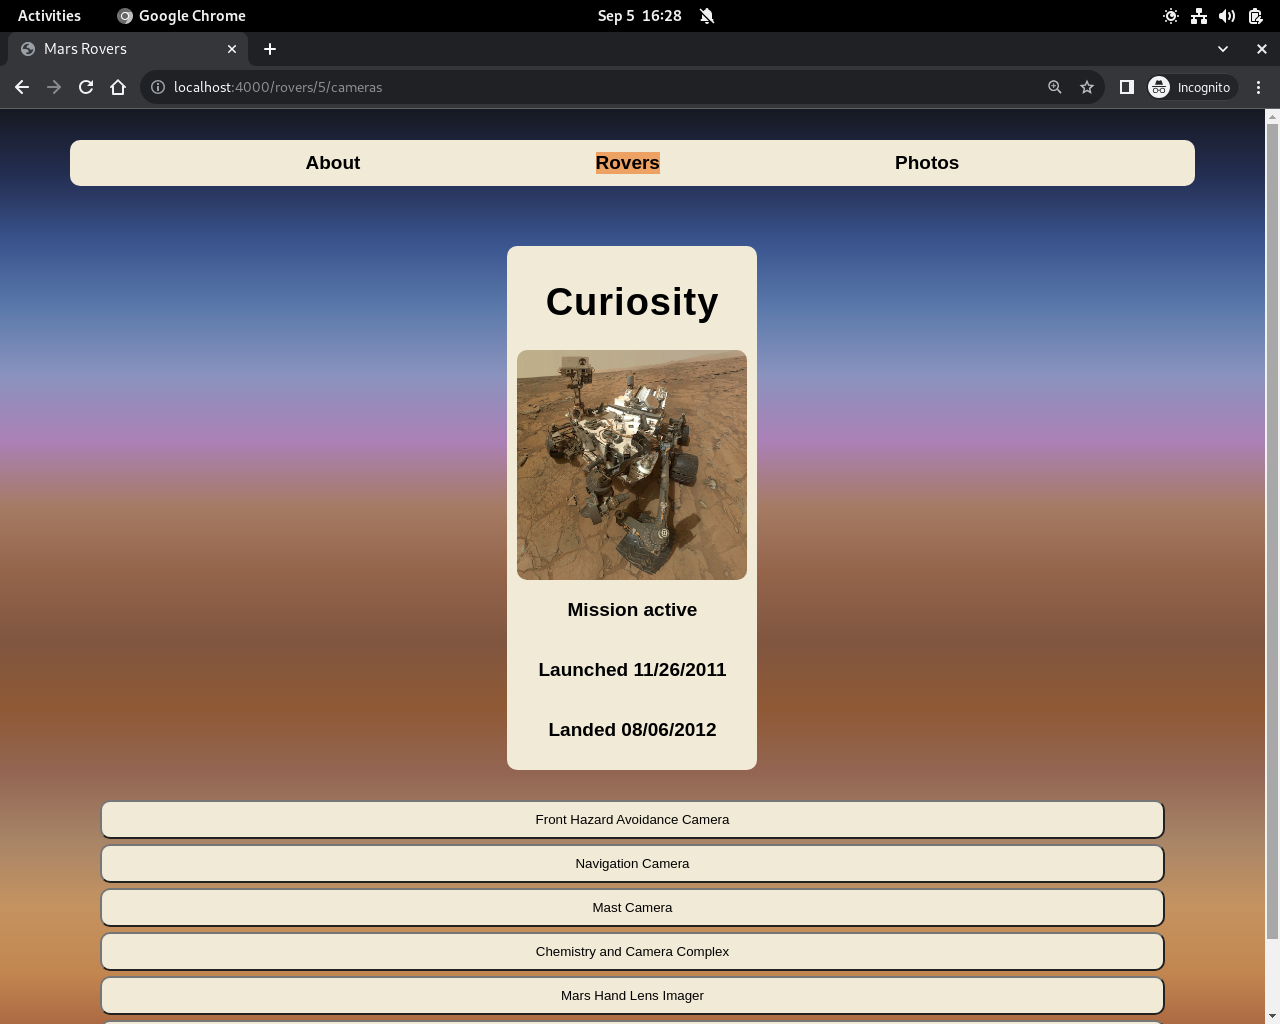 Activities
Google Chrome
Sep 5 16:28
Mars Rovers
localhost:4000/rovers/5/cameras
Incognito
About
Rovers
Photos
Curiosity
Mission active
Launched 11/26/2011
Landed 08/06/2012
Front Hazard Avoidance Camera
Navigation Camera
Mast Camera
Chemistry and Camera Complex
Mars Hand Lens Imager